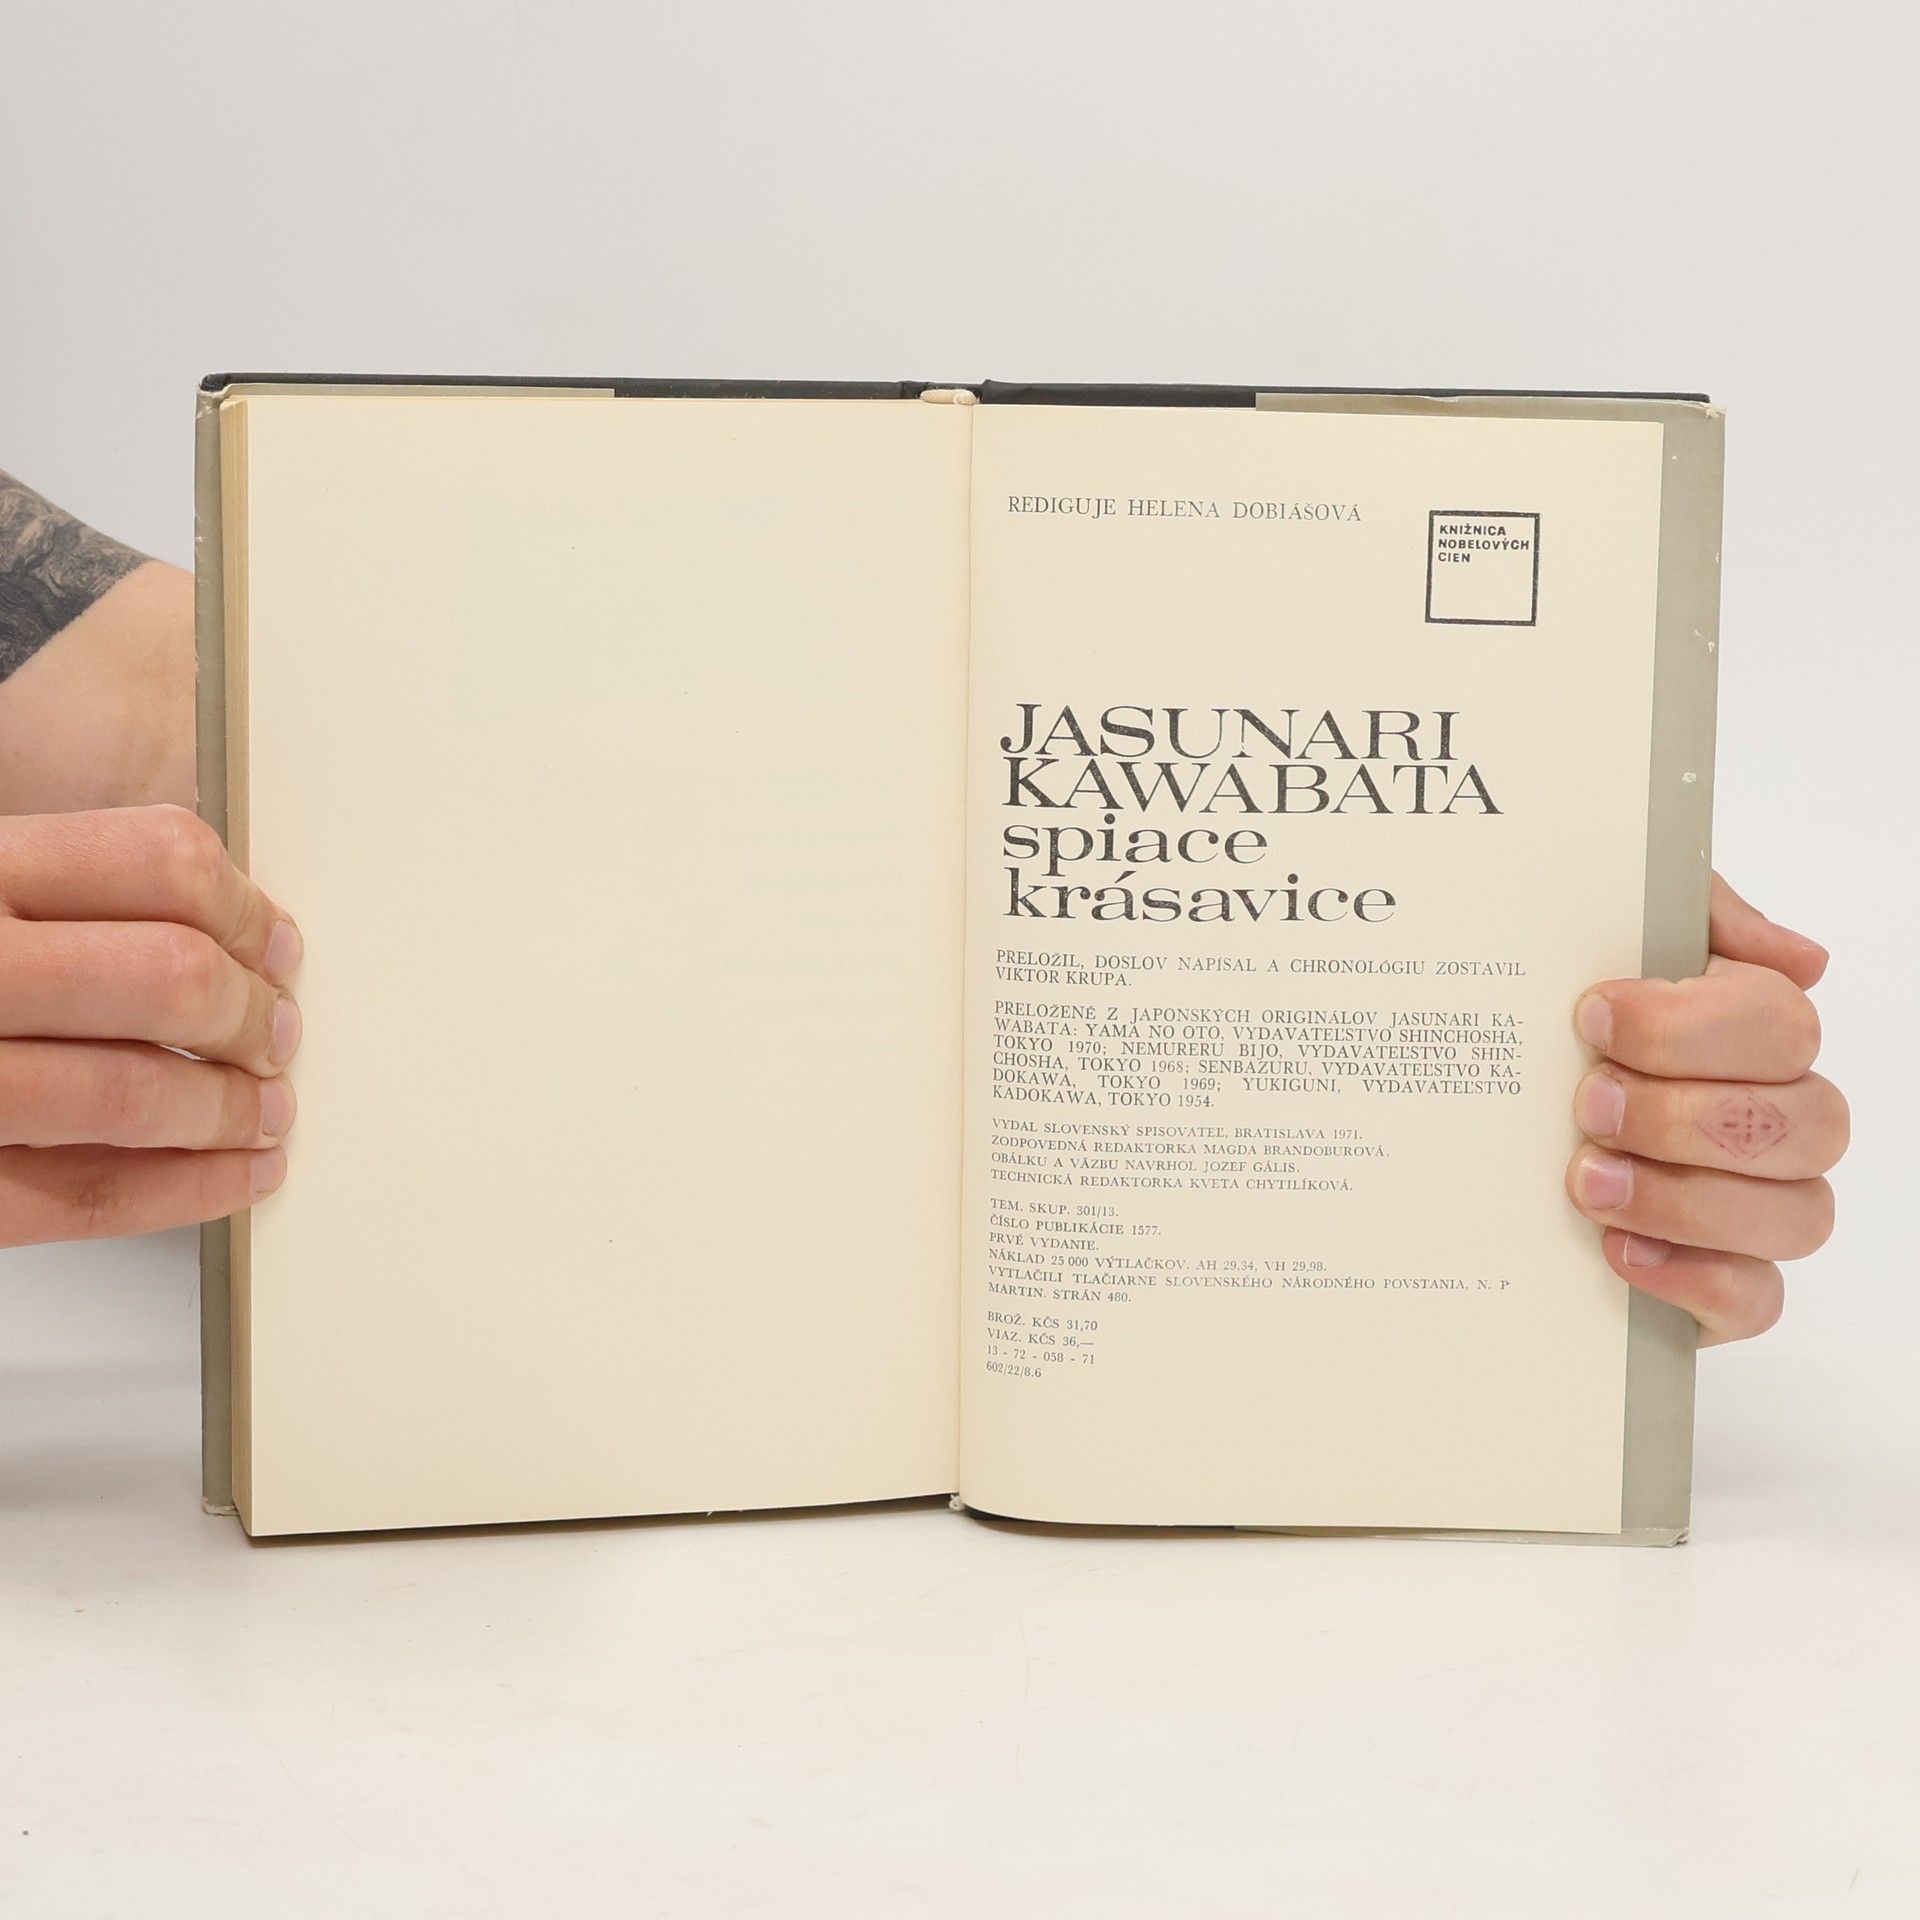 REDIGUJE HELENA DOBIÁŠOVÁ
KNIŽNICA
NOBELOVÝCH
CIEN
JASUNARI
KAWABATA
spiace
krásavice
PRELOŽIL, DOSLOV NAPÍSAL A CHRONOLÓGIU ZOSTAVIL
VIKTOR KRUPA.
PRELOŽENÉ Z JAPONSKÝCH ORIGINÁLOV JASUNARI KA-
WABATA: YAMA NO OTO, VYDAVATEĽSTVO SHINCHOSHA,
TOKYO 1970; NEMURERU BIJO, VYDAVATEĽSTVO SHIN-
CHOSHA, TOKYO 1968; SENBAZURU, VYDAVATEĽSTVO KA-
DOKAWA, TOKYO 1969; YUKIGUNI, VYDAVATEĽSTVO
KADOKAWA, TOKYO 1954.
VYDAL SLOVENSKÝ SPISOVATEĽ, BRATISLAVA 1971.
ZODPOVEDNÁ REDAKTORKA MAGDA BRANDOBUROVÁ.
OBÁLKU A VÄZBU NAVRHOL JOZEF GÁLIS.
TECHNICKÁ REDAKTORKA KVETA CHYTILÍKOVÁ.
TEM. SKUP. 301/13.
ČÍSLO PUBLIKÁCIE 1577.
PRVÉ VYDANIE.
NÁKLAD 25 000 VÝTLAČKOV. AH 29,34, VH 29,98.
VYTLAČILI TLAČIARNE SLOVENSKÉHO NÁRODNÉHO POVSTANIA, N. P
MARTIN. STRÁN 480.
BROŽ. KČS 31,70
VIAZ. KČS 36,—
13 - 72 - 058 - 71
602/22/8.6